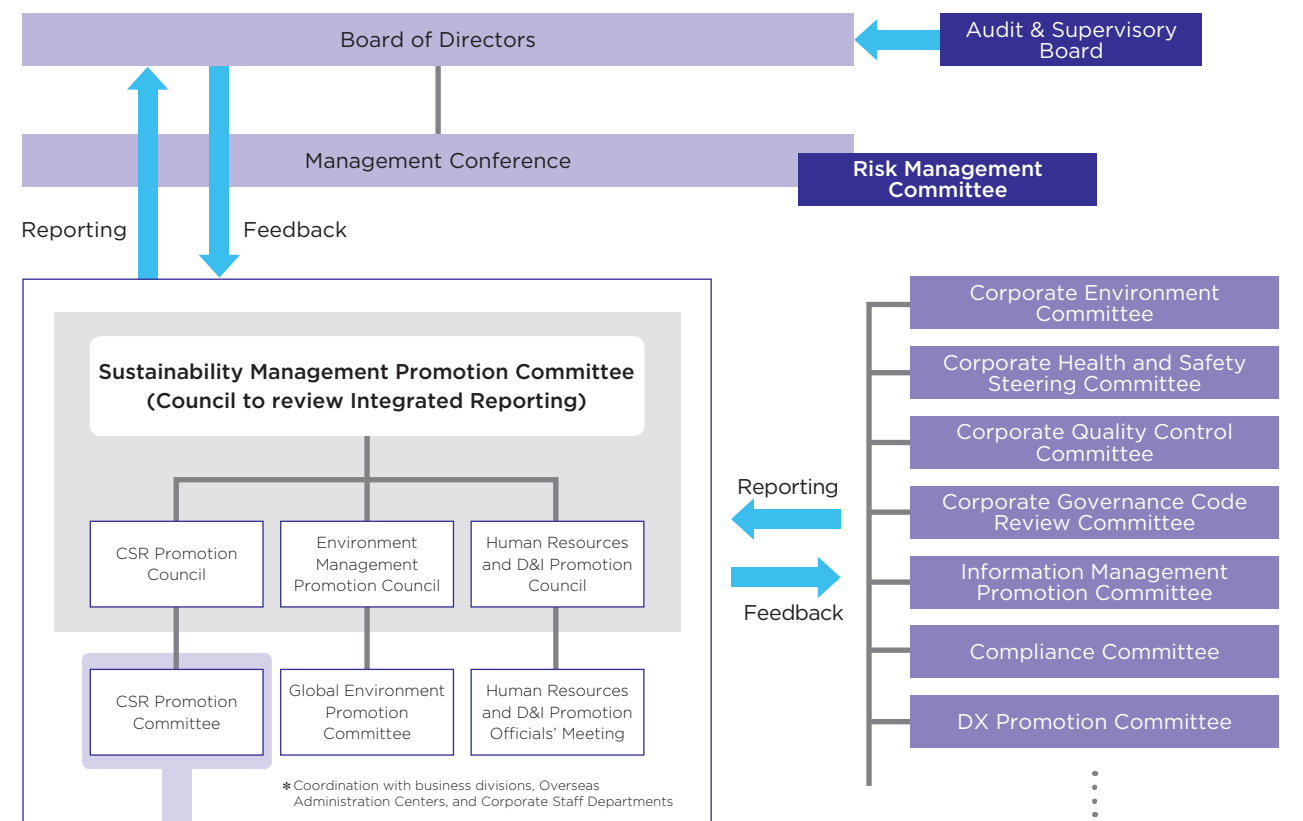 Board of Directors
Audit & Supervisory
Board
Management Conference
Risk Management
Committee
Reporting
Feedback
Sustainability Management Promotion Committee
(Council to review Integrated Reporting)
CSR Promotion
Council
Environment
Management
Promotion Council
Human Resources
and D&I Promotion
Council
CSR Promotion
Committee
Global Environment
Promotion
Committee
Human Resources
and D&I Promotion
Officials' Meeting
* Coordination with business divisions, Overseas
Administration Centers, and Corporate Staff Departments
Reporting
Feedback
Corporate Environment
Committee
Corporate Health and Safety
Steering Committee
Corporate Quality Control
Committee
Corporate Governance Code
Review Committee
Information Management
Promotion Committee
Compliance Committee
DX Promotion Committee